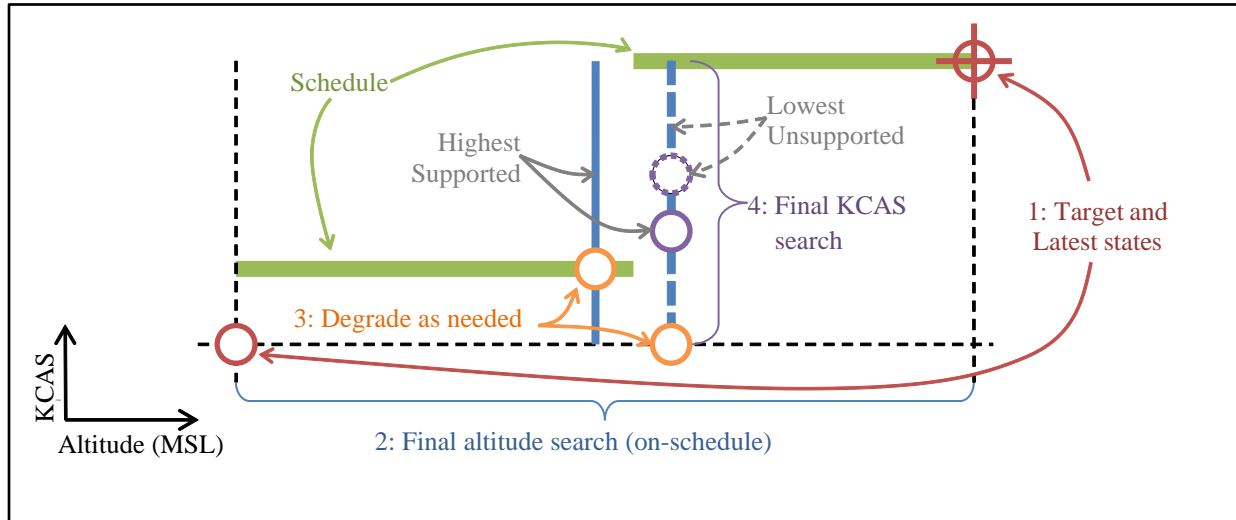 Schedule
Lowest
Unsupported
Highest
Supported
4: Final KCAS
search
1: Target and
Latest states
3: Degrade as needed
KCAS
Altitude (MSL)
2: Final altitude search (on-schedule)